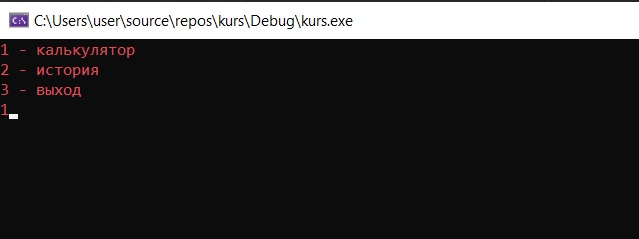 C:\Users\user\source\repos\kurs\Debug\kurs.exe
1 - калькулятор
2 - история
3 - выход
1